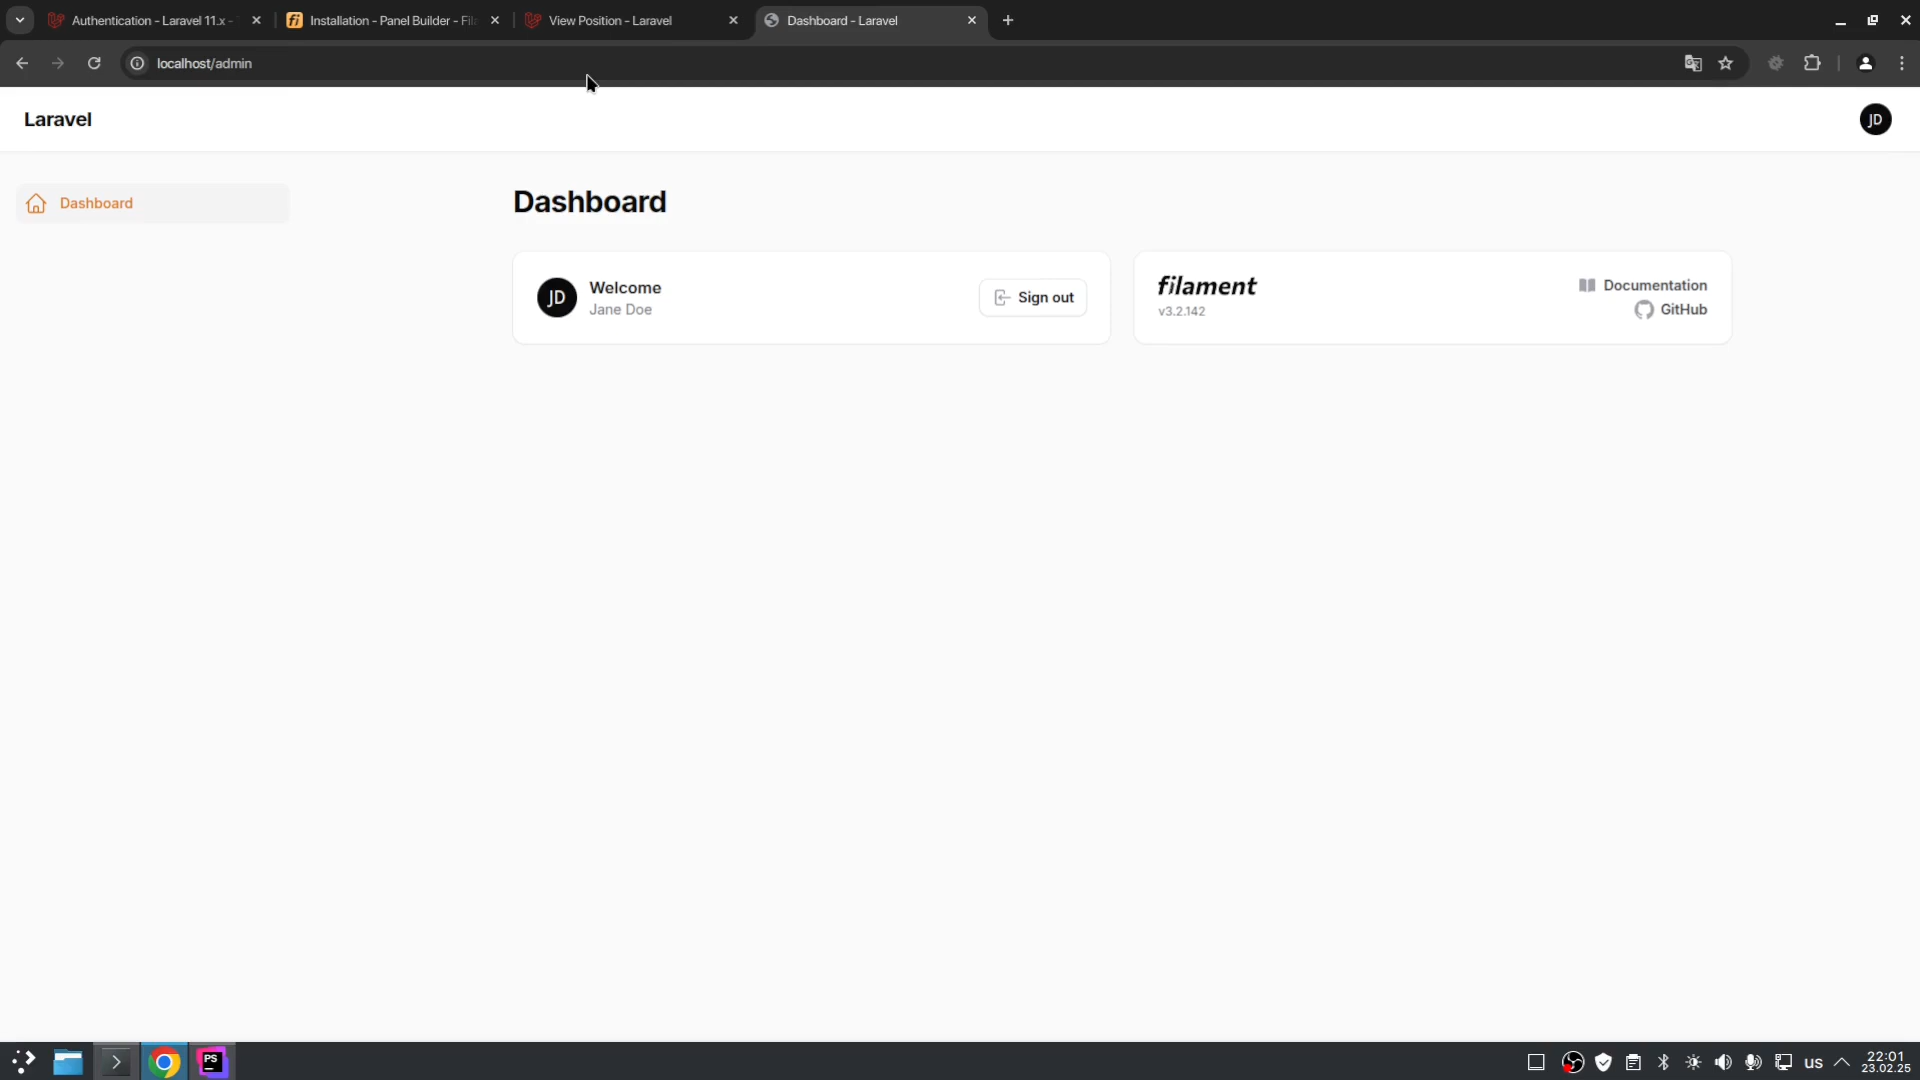 Authentication - Laravel 11.x -
Installation - Panel Builder - Fil
View Position - Laravel
Dashboard - Laravel
localhost/admin
Laravel
JD
Dashboard
Dashboard
JD
Welcome
Jane Doe
Sign out
filament
v3.2.142
Documentation
GitHub
PS
US
22:01
23.02.25